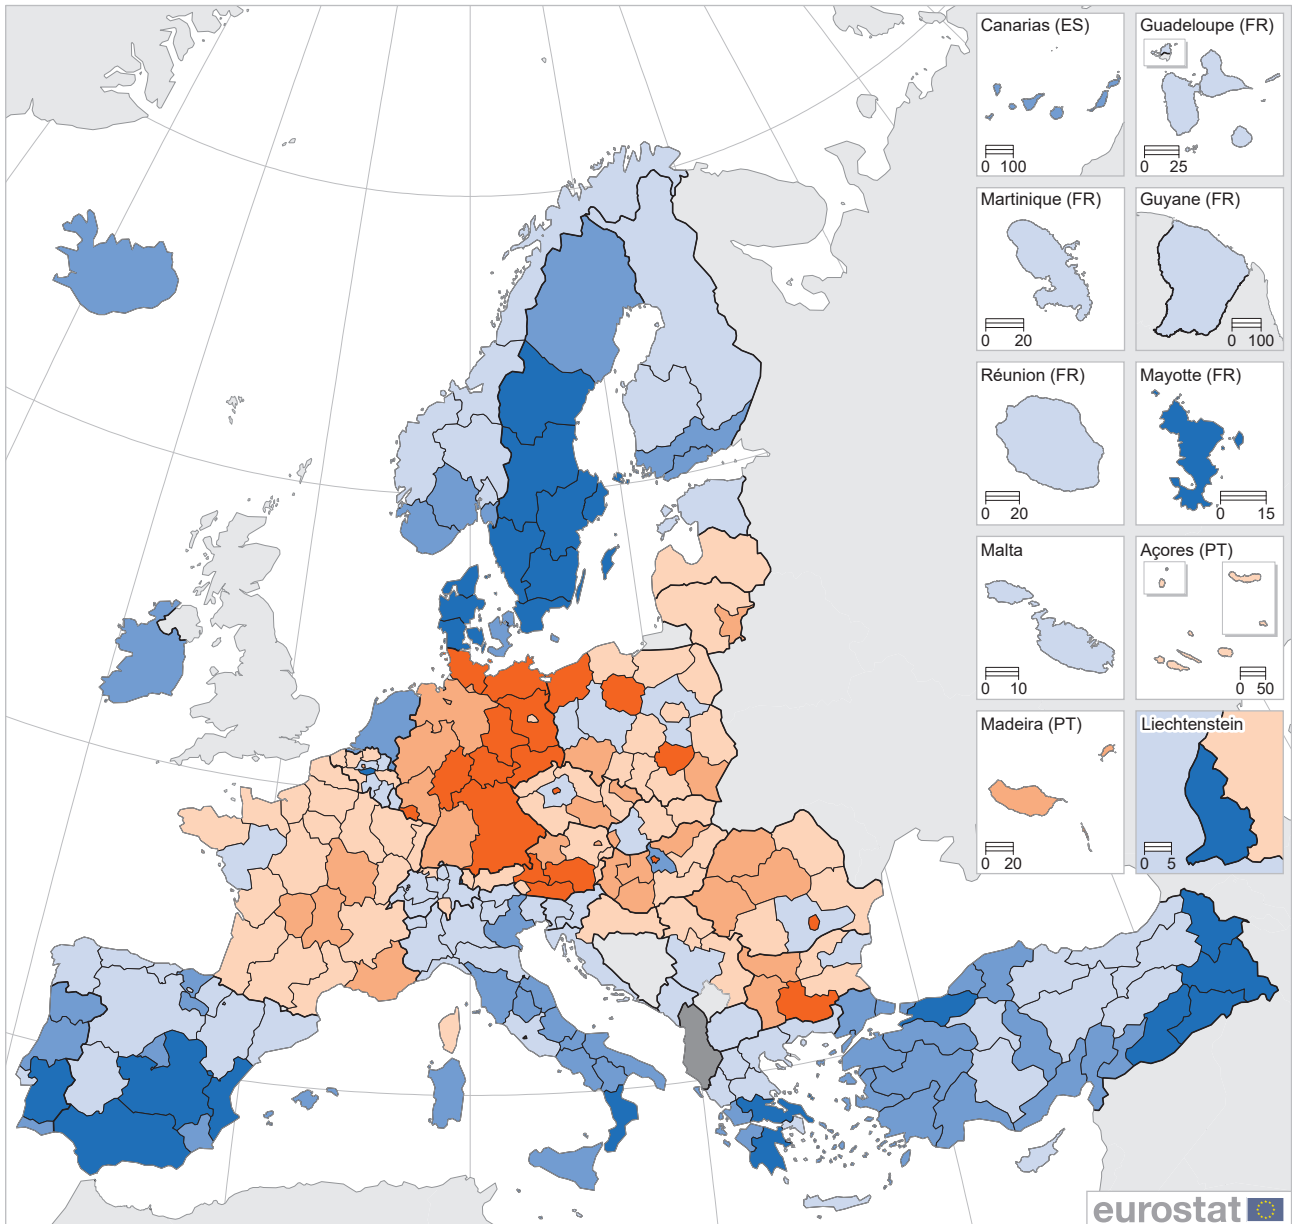 Canarias (ES)
0 100
Guadeloupe (FR)
0 25
Martinique (FR)
0 20
Guyane (FR)
0 100
Réunion (FR)
0 20
Mayotte (FR)
0 15
Malta
0 10
Açores (PT)
0 50
Madeira (PT)
0 20
Liechtenstein
0 5
eurostat